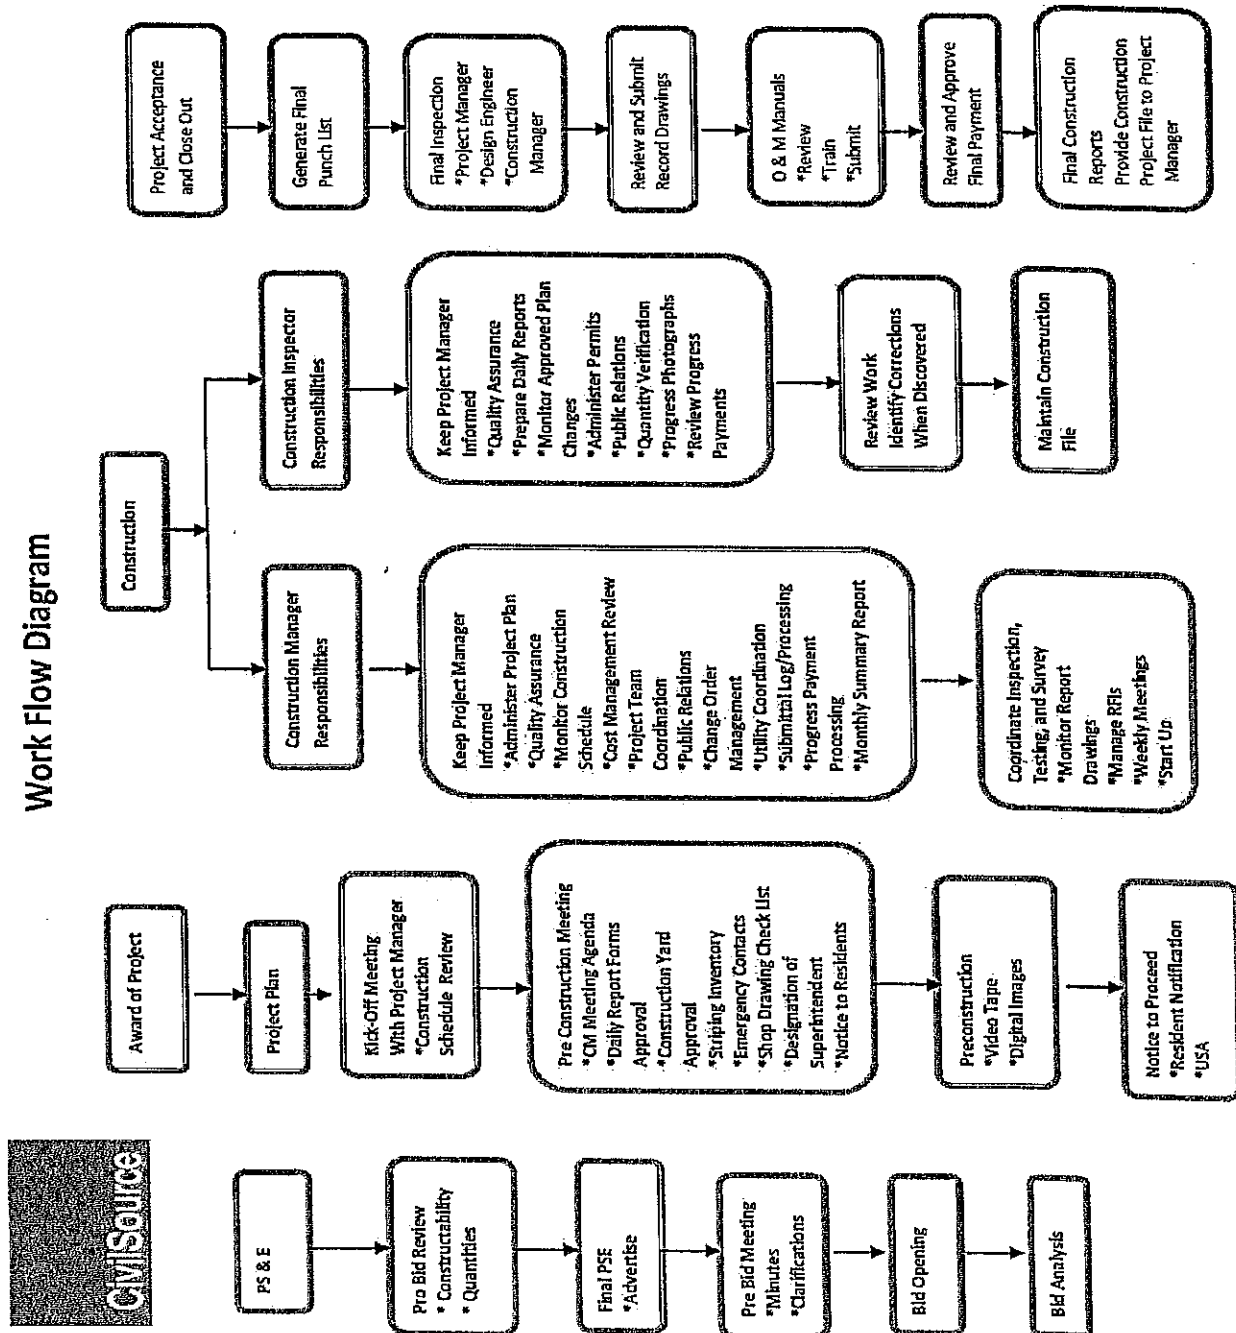 CivilSource
Work Flow Diagram
PS & E
Pre Bid Review
* Constructability
* Quantities
Final PSE
*Advertise
Pre Bid Meeting
*Minutes
*Clarifications
Bid Opening
Bid Analysis
Award of Project
Project Plan
Kick-Off Meeting
With Project Manager
*Construction
Schedule Review
Pre Construction Meeting
*CM Meeting Agenda
*Daily Report Forms
Approval
*Construction Yard
Approval
*Striping Inventory
*Emergency Contacts
*Shop Drawing Check List
*Designation of
Superbitendent
*Notice to Residents
Preconstruction
*Video Tape
*Digital Images
Notice to Proceed
*Resident Notification
*USA
Construction
Construction Manager
Responsibilities
Keep Project Manager
Informed
*Administer Project Plan
*Quality Assurance
*Monitor Construction
Schedule
*Cost Management Review
*Project Team
Coordination
*Public Relations
*Change Order
Management
*Utility Coordination
*Submittal Log/Processing
*Progress Payment
Processing
*Monthly Summary Report
Coordinate Inspection,
Testing, and Survey
*Monitor Report
Drawings
*Manage RFIs
*Weekly Meetings
*Start Up
Construction Inspector
Responsibilities
Keep Project Manager
Informed
*Quality Assurance
*Prepare Daily Reports
*Monitor Approved Plan
Changes
*Administer Permits
*Public Relations
*Quantity Verification
*Progress Photographs
*Review Progress
Payments
Review Work
Identify Corrections
When Discovered
Maintain Construction
File
Project Acceptance
and Close Out
Generate Final
Punch List
Final Inspection
*Project Manager
*Design Engineer
*Construction
Manager
Review and Submit
Record Drawings
O & M Manuals
*Review
*Train
*Submit
Review and Approve
Final Payment
Final Construction
Reports
Provide Construction
Project File to Project
Manager